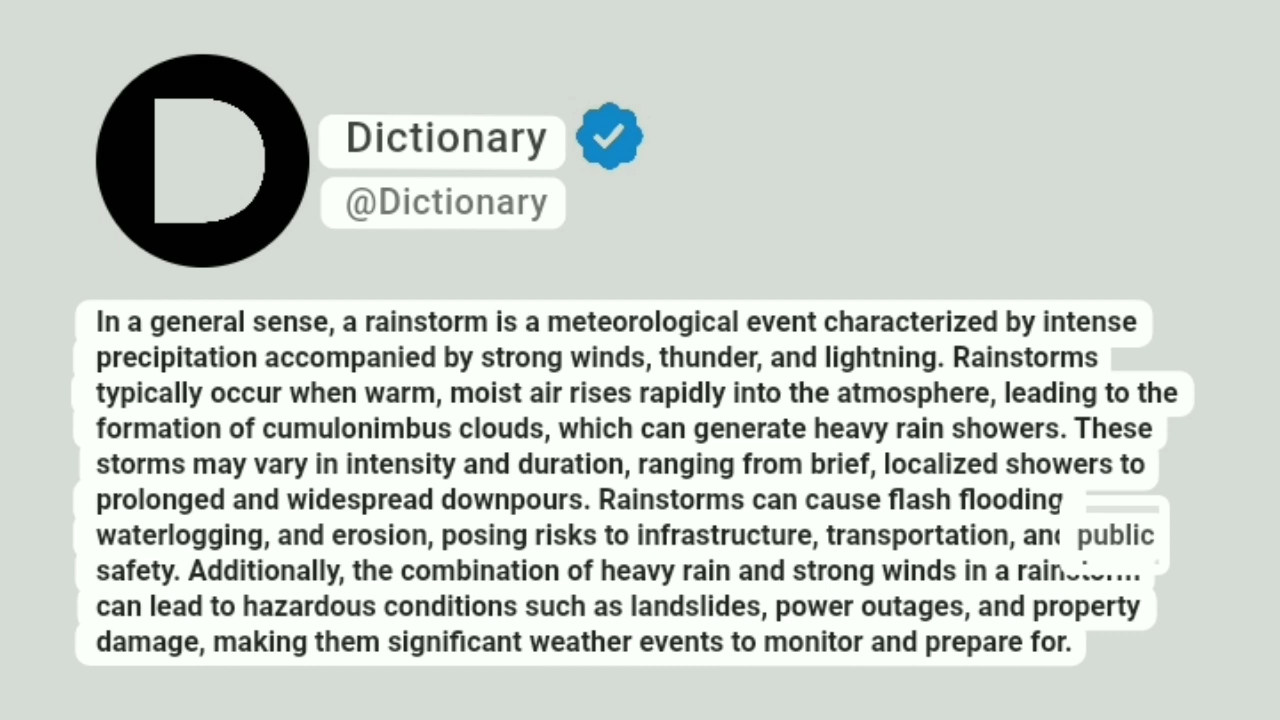 D
Dictionary
@Dictionary
In a general sense, a rainstorm is a meteorological event characterized by intense
precipitation accompanied by strong winds, thunder, and lightning. Rainstorms
typically occur when warm, moist air rises rapidly into the atmosphere, leading to the
formation of cumulonimbus clouds, which can generate heavy rain showers. These
storms may vary in intensity and duration, ranging from brief, localized showers to
prolonged and widespread downpours. Rainstorms can cause flash flooding
waterlogging, and erosion, posing risks to infrastructure, transportation, and public
safety. Additionally, the combination of heavy rain and strong winds in a rainstorm
can lead to hazardous conditions such as landslides, power outages, and property
damage, making them significant weather events to monitor and prepare for.